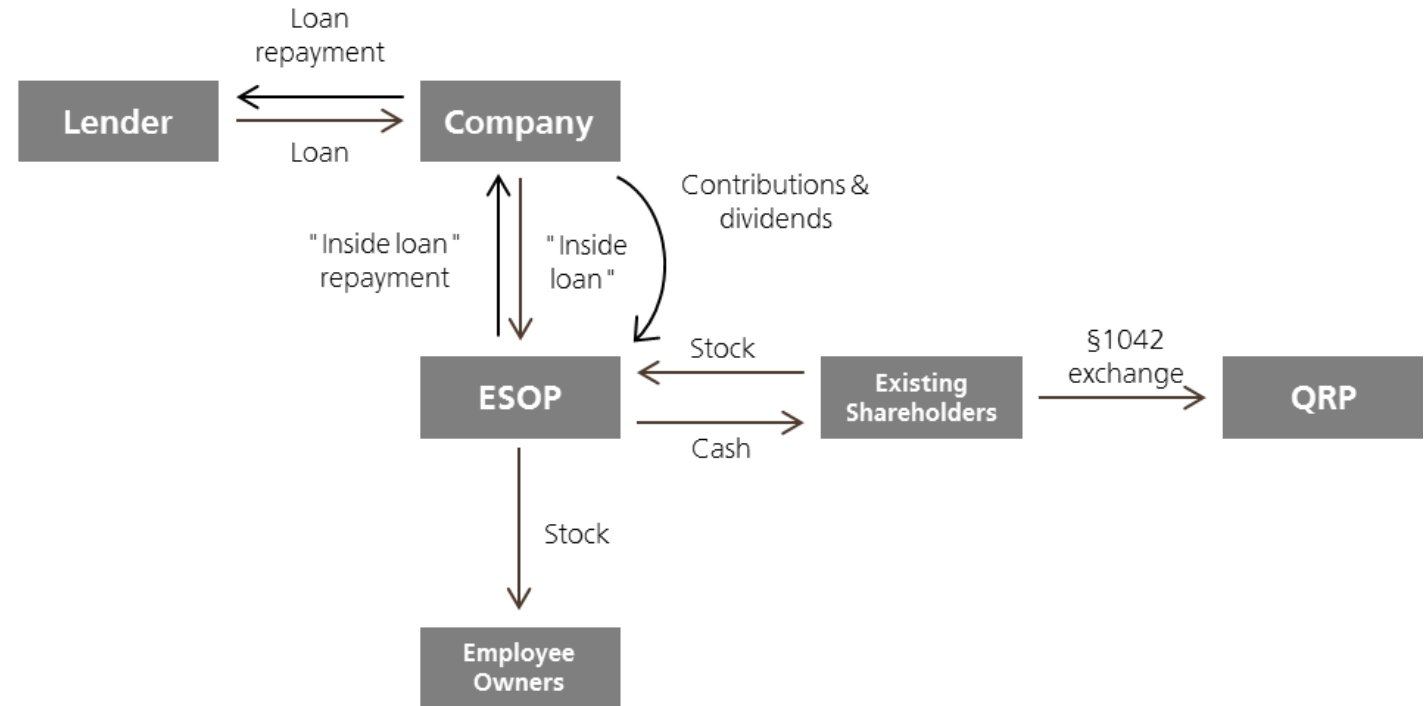 Loan
repayment
Lender
Company
Loan
Contributions &
dividends
"Inside loan"
repayment
"Inside
loan"
Stock
§1042
exchange
ESOP
Existing
Shareholders
QRP
Cash
Stock
Employee
Owners